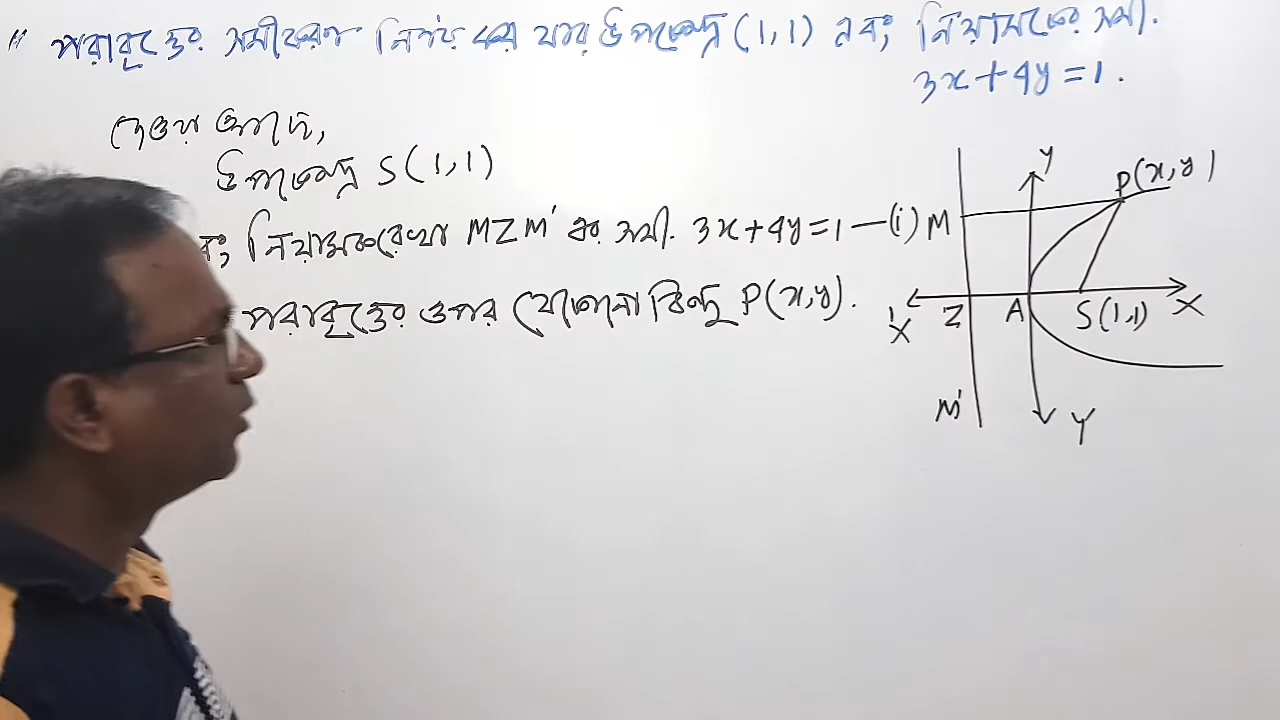 " পরাবৃত্তের সমীকরণ নির্ণয় কর যার উপকেন্দ্র (1,1) এবং নিয়ামকের সমী.
3x+4y=1.
দেওয়া আছে,
উপকেন্দ্র S(1,1)
বং নিয়ামকরেখা MZM' এর সমী. 3x+4y=1 —(i)
পরাবৃত্তের ওপর যেকোনো বিন্দু P(x,y).
Y
P(x,y)
M
X' Z A S(1,1) X
M' Y